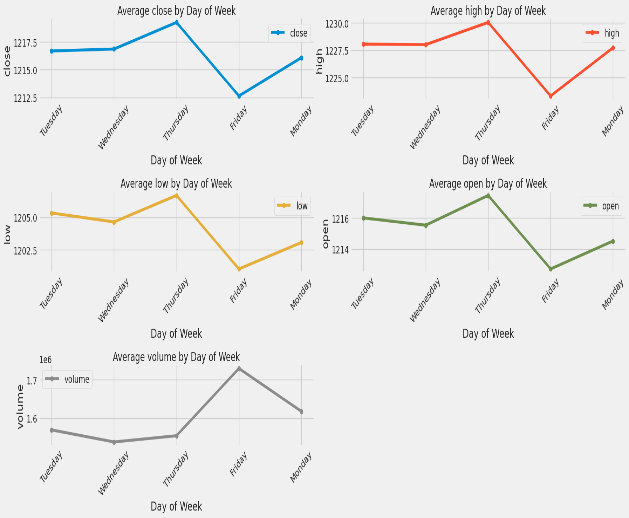 Average close by Day of Week
close
1217.5
1215.0
1212.5
close
Tuesday
Wednesday
Thursday
Friday
Monday
Day of Week
Average high by Day of Week
high
1230.0
1227.5
1225.0
high
Tuesday
Wednesday
Thursday
Friday
Monday
Day of Week
Average low by Day of Week
low
1205.0
1202.5
low
Tuesday
Wednesday
Thursday
Friday
Monday
Day of Week
Average open by Day of Week
open
1216
1214
open
Tuesday
Wednesday
Thursday
Friday
Monday
Day of Week
1e6
Average volume by Day of Week
volume
1.7
1.6
volume
Tuesday
Wednesday
Thursday
Friday
Monday
Day of Week